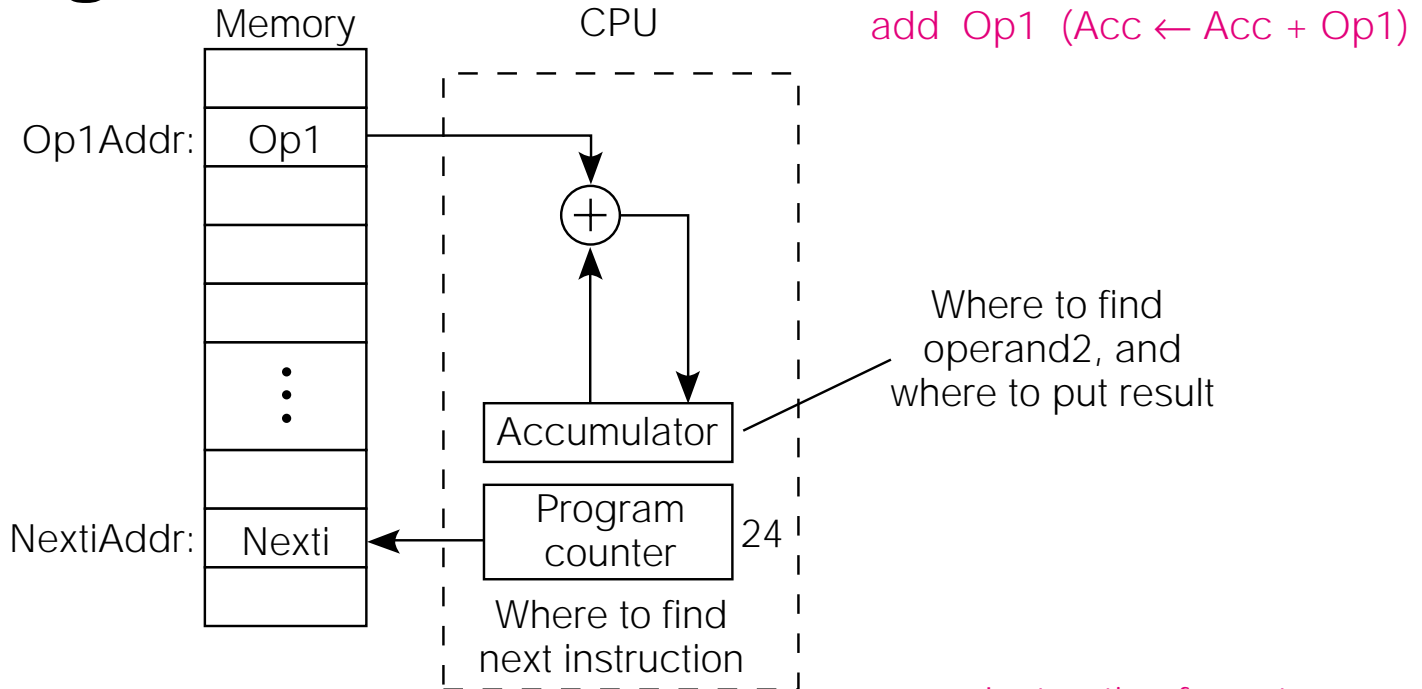 Memory
CPU
add Op1 (Acc ← Acc + Op1)
Op1Addr:
Op1
+
Where to find
operand2, and
where to put result
Accumulator
NextiAddr:
Nexti
Program
counter
24
Where to find
next instruction